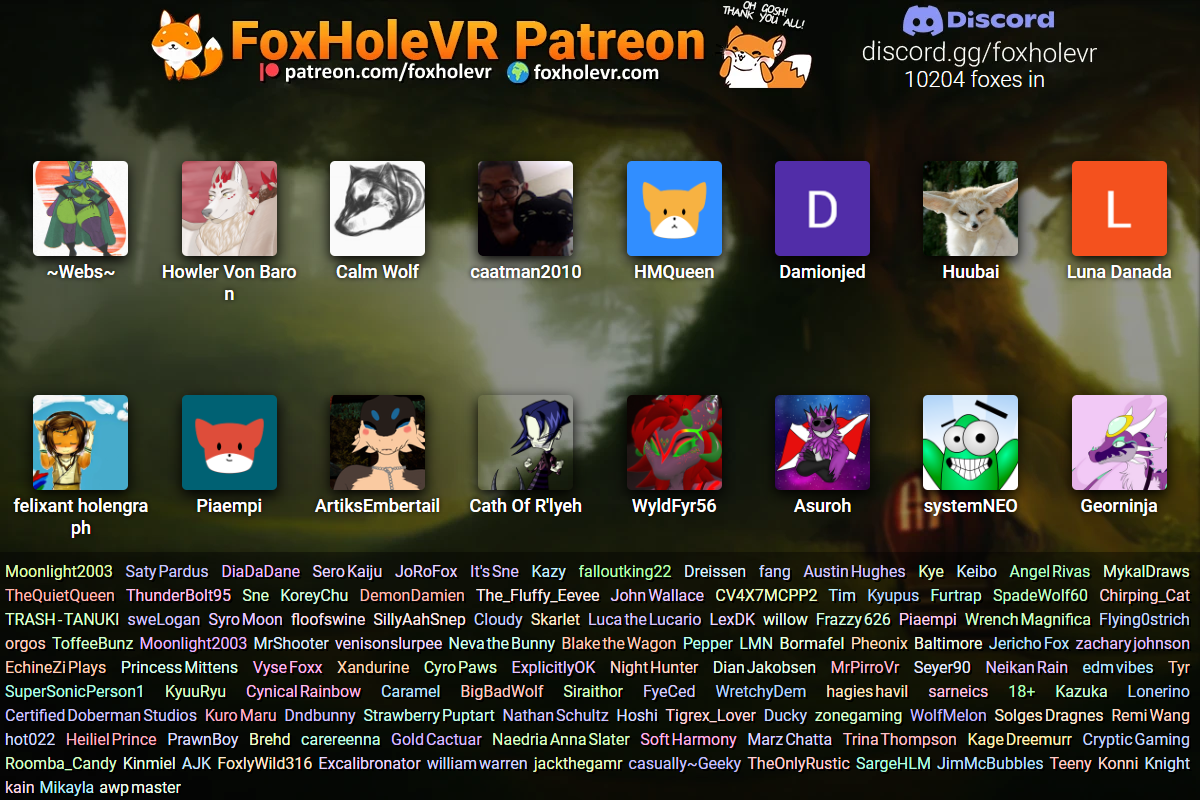 FoxHoleVR Patreon
patreon.com/foxholevr foxholevr.com
OH GOSH!
THANK YOU ALL!
Discord
discord.gg/foxholevr
10204 foxes in
D
L
~Webs~ Howler Von Baro Calm Wolf caatman2010 HMQueen Damionjed Huubai Luna Danada
n
felixant holengra Piaempi ArtiksEmbertail Cath Of R'lyeh WyldFyr56 Asuroh systemNEO Georninja
ph
Moonlight2003 Saty Pardus DiaDaDane Sero Kaiju JoRoFox It's Sne Kazy falloutking22 Dreissen fang Austin Hughes Kye Keibo Angel Rivas MykalDraws
TheQuietQueen ThunderBolt95 Sne KoreyChu DemonDamien The_Fluffy_Eevee John Wallace CV4X7MCPP2 Tim Kyupus Furtrap SpadeWolf60 Chirping_Cat
TRASH-TANUKI sweLogan Syro Moon floofswine SillyAahSnep Cloudy Skarlet Luca the Lucario LexDK willow Frazzy 626 Piaempi Wrench Magnifica Flying0strich
orgos ToffeeBunz Moonlight2003 MrShooter venisonslurpee Neva the Bunny Blake the Wagon Pepper LMN Bormafel Pheonix Baltimore Jericho Fox zachary johnson
EchineZi Plays Princess Mittens Vyse Foxx Xandurine Cyro Paws ExplicitlyOK Night Hunter Dian Jakobsen MrPirroVr Seyer90 Neikan Rain edm vibes Tyr
SuperSonicPerson1 KyuuRyu Cynical Rainbow Caramel BigBadWolf Siraithor FyeCed WretchyDem hagies havil sarneics 18+ Kazuka Lonerino
Certified Doberman Studios Kuro Maru Dndbunny Strawberry Puptart Nathan Schultz Hoshi Tigrex_Lover Ducky zonegaming WolfMelon Solges Dragnes Remi Wang
hot022 Heiliel Prince PrawnBoy Brehd carereenna Gold Cactuar Naedria Anna Slater Soft Harmony Marz Chatta Trina Thompson Kage Dreemurr Cryptic Gaming
Roomba_Candy Kinmiel AJK FoxlyWild316 Excalibronator william warren jackthegamr casually~Geeky TheOnlyRustic SargeHLM JimMcBubbles Teeny Konni Knight
kain Mikayla awp master